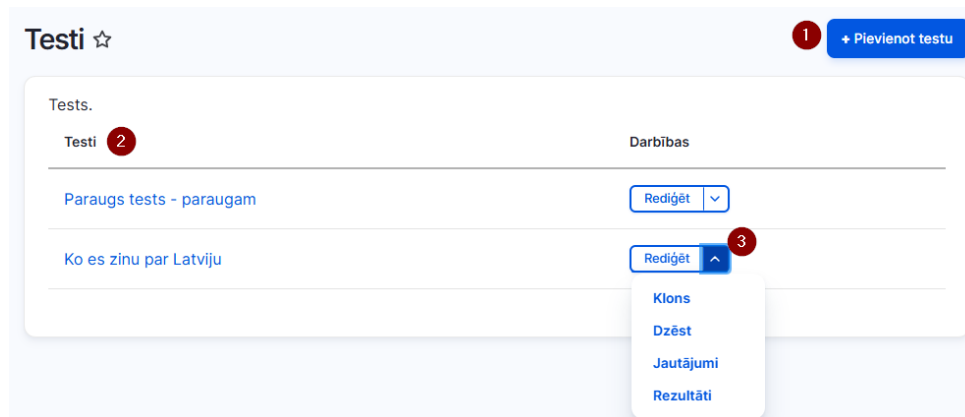 Testi
1
+ Pievienot testu
Tests.
Testi 2
Darbības
Paraugs tests - paraugam
Rediģēt
Ko es zinu par Latviju
Rediģēt
3
Klons
Dzēst
Jautājumi
Rezultāti